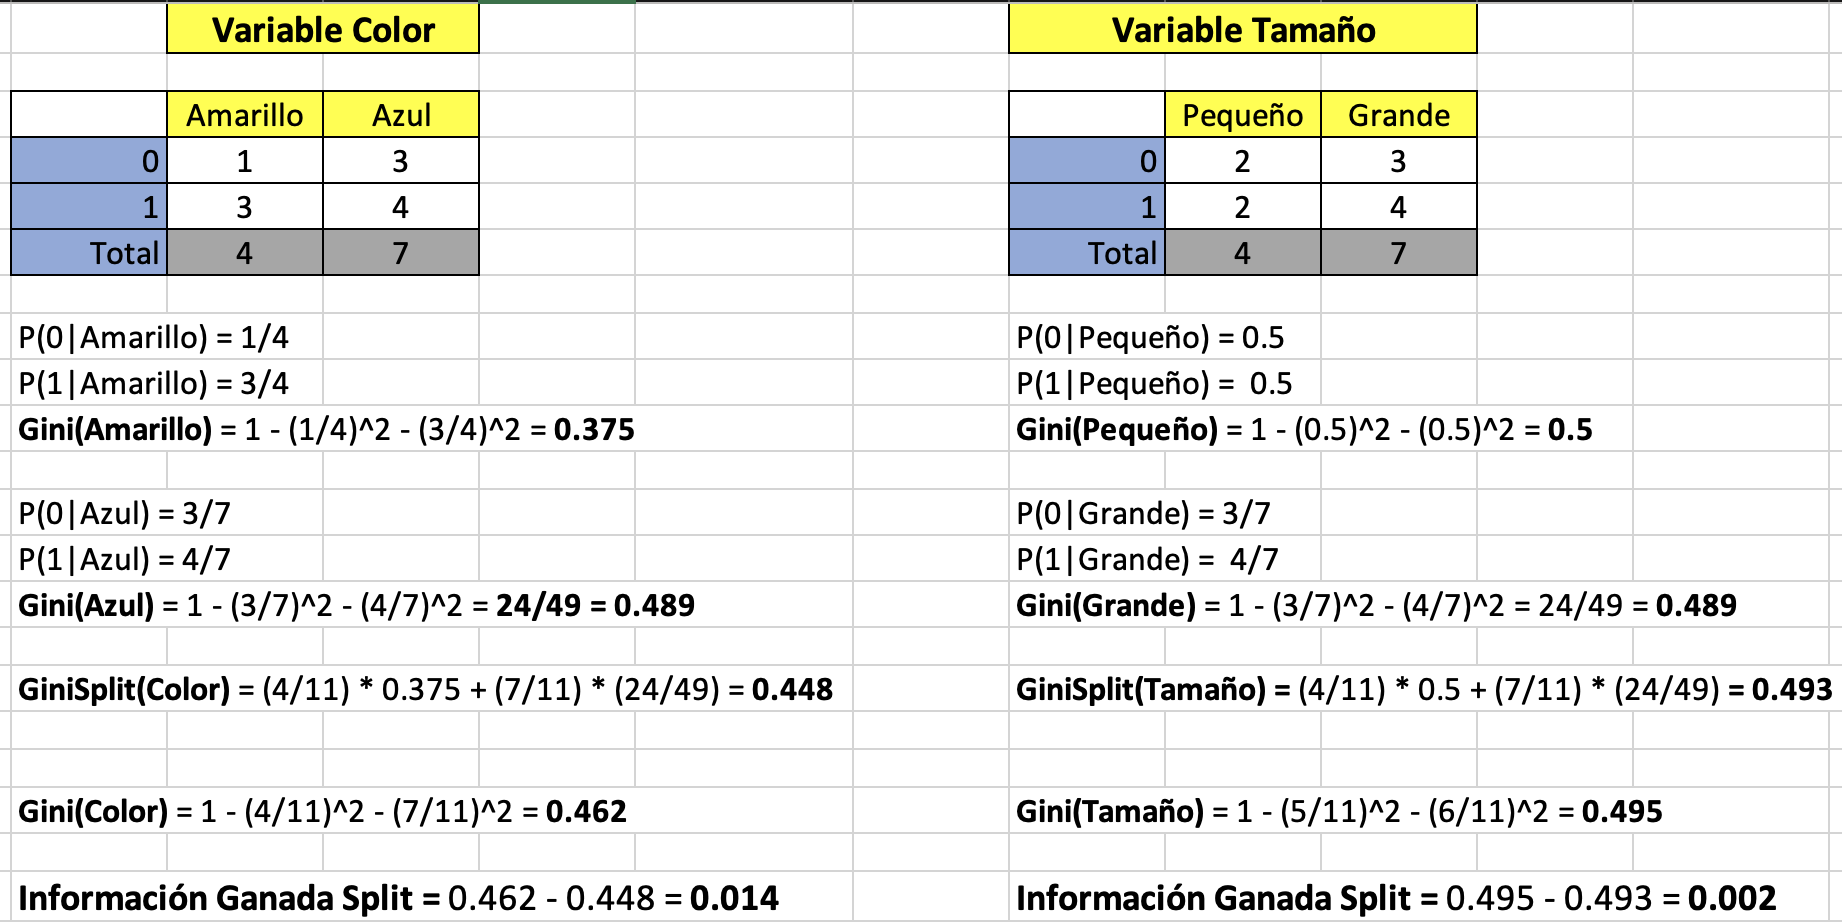 Variable Color
Amarillo Azul
0 1 3
1 3 4
Total 4 7
P(0|Amarillo) = 1/4
P(1|Amarillo) = 3/4
Gini(Amarillo) = 1 - (1/4)^2 - (3/4)^2 = 0.375
P(0|Azul) = 3/7
P(1|Azul) = 4/7
Gini(Azul) = 1 - (3/7)^2 - (4/7)^2 = 24/49 = 0.489
GiniSplit(Color) = (4/11) * 0.375 + (7/11) * (24/49) = 0.448
Gini(Color) = 1 - (4/11)^2 - (7/11)^2 = 0.462
Información Ganada Split = 0.462 - 0.448 = 0.014
Variable Tamaño
Pequeño Grande
0 2 3
1 2 4
Total 4 7
P(0|Pequeño) = 0.5
P(1|Pequeño) =  0.5
Gini(Pequeño) = 1 - (0.5)^2 - (0.5)^2 = 0.5
P(0|Grande) = 3/7
P(1|Grande) =  4/7
Gini(Grande) = 1 - (3/7)^2 - (4/7)^2 = 24/49 = 0.489
GiniSplit(Tamaño) = (4/11) * 0.5 + (7/11) * (24/49) = 0.493
Gini(Tamaño) = 1 - (5/11)^2 - (6/11)^2 = 0.495
Información Ganada Split = 0.495 - 0.493 = 0.002